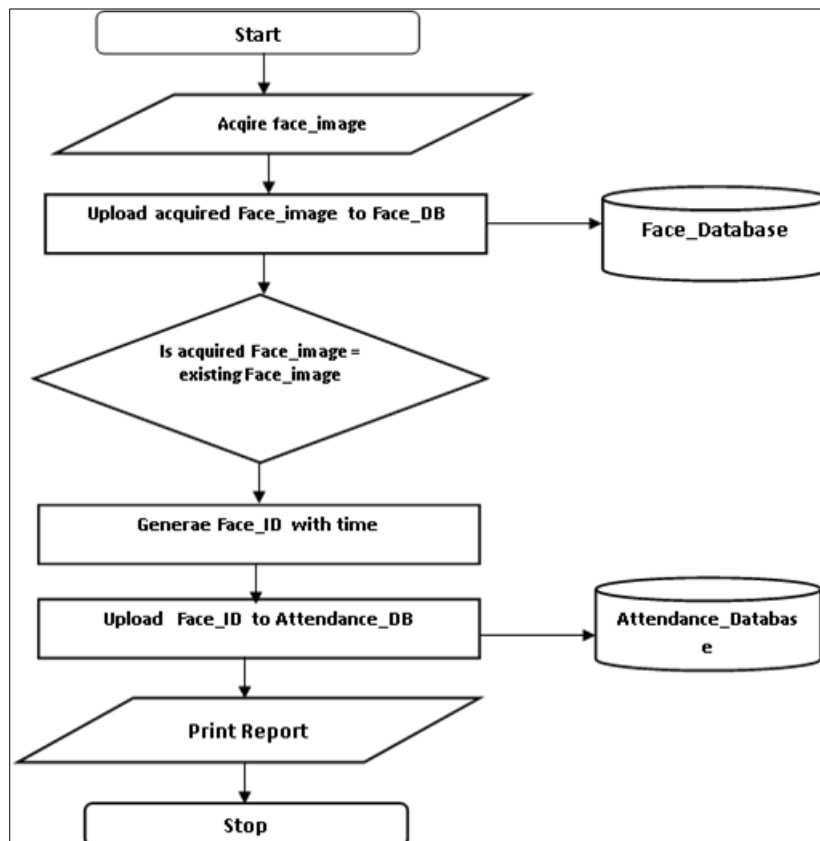 Start
Acqire face_image
Upload acquired Face_image to Face_DB
Face_Database
Is acquired Face_image =
existing Face_image
Generae Face_ID with time
Upload Face_ID to Attendance_DB
Attendance_Databas
e
Print Report
Stop